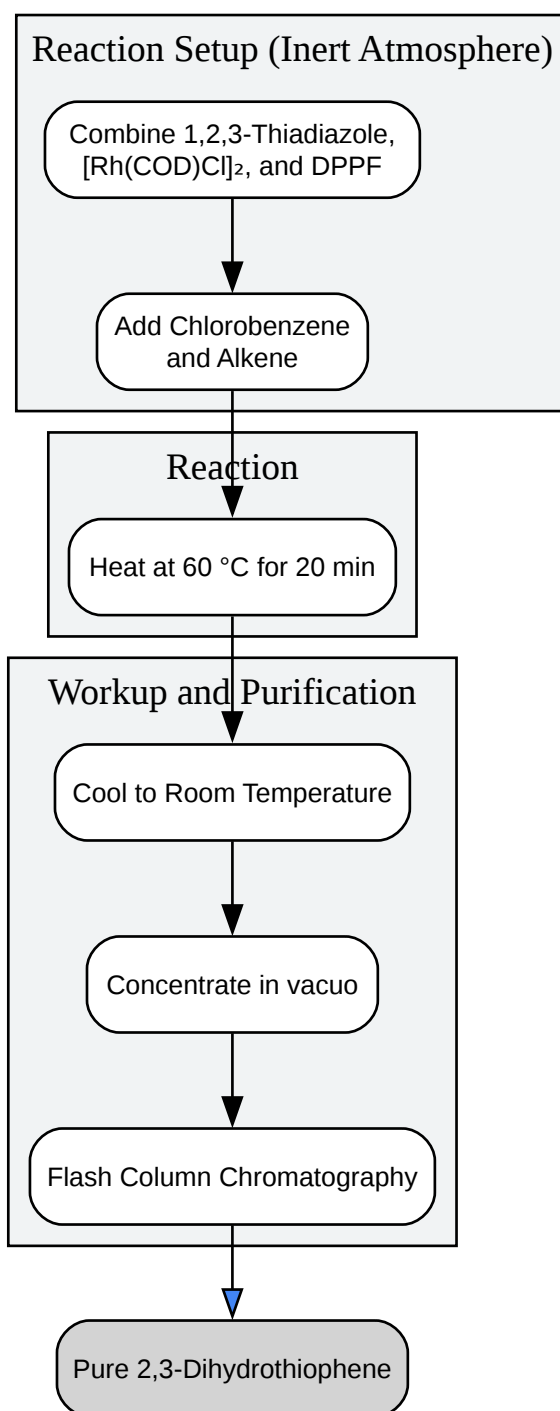 Reaction Setup (Inert Atmosphere)
Combine 1,2,3-Thiadiazole,
[Rh(COD)Cl]₂, and DPPF
Add Chlorobenzene
and Alkene
Reaction
Heat at 60 °C for 20 min
Workup and Purification
Cool to Room Temperature
Concentrate in vacuo
Flash Column Chromatography
Pure 2,3-Dihydrothiophene